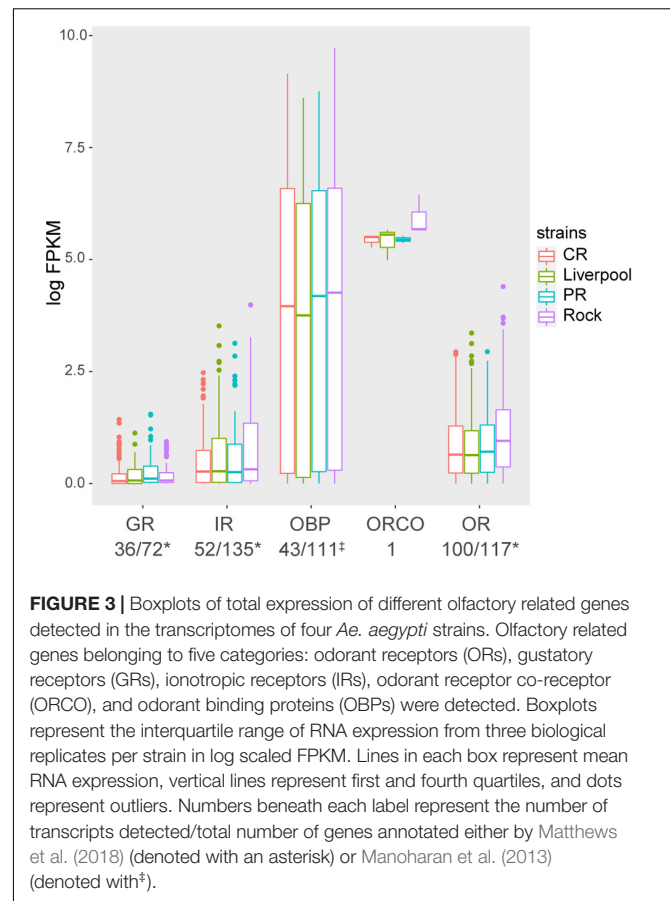 10.0
7.5
5.0
2.5
0.0
log FPKM
strains
CR
Liverpool
PR
Rock
GR IR OBP ORCO OR
36/72* 52/135* 43/111‡ 1 100/117*
FIGURE 3 | Boxplots of total expression of different olfactory related genes
detected in the transcriptomes of four Ae. aegypti strains. Olfactory related
genes belonging to five categories: odorant receptors (ORs), gustatory
receptors (GRs), ionotropic receptors (IRs), odorant receptor co-receptor
(ORCO), and odorant binding proteins (OBPs) were detected. Boxplots
represent the interquartile range of RNA expression from three biological
replicates per strain in log scaled FPKM. Lines in each box represent mean
RNA expression, vertical lines represent first and fourth quartiles, and dots
represent outliers. Numbers beneath each label represent the number of
transcripts detected/total number of genes annotated either by Matthews
et al. (2018) (denoted with an asterisk) or Manoharan et al. (2013)
(denoted with‡).